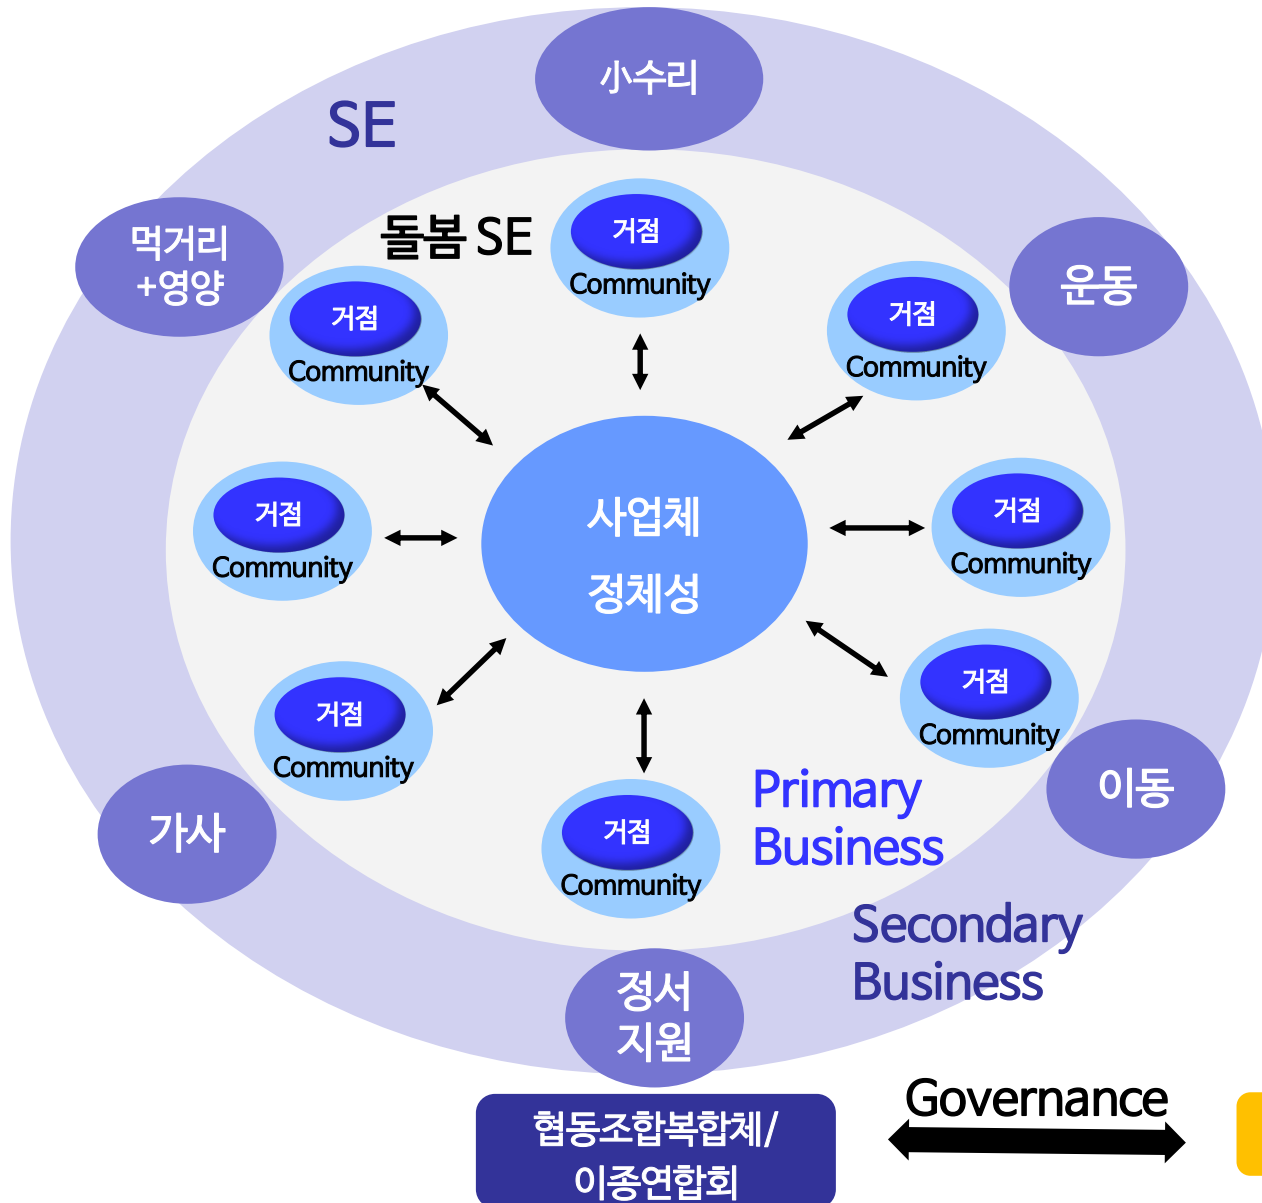 小수리
SE
먹거리
+영양
돌봄 SE
거점
Community
운동
거점
Community
거점
Community
사업체
정체성
거점
Community
거점
Community
거점
Community
거점
Community
거점
Community
이동
가사
Primary
Business
Secondary
Business
정서
지원
Governance
협동조합복합체/
이종연합회